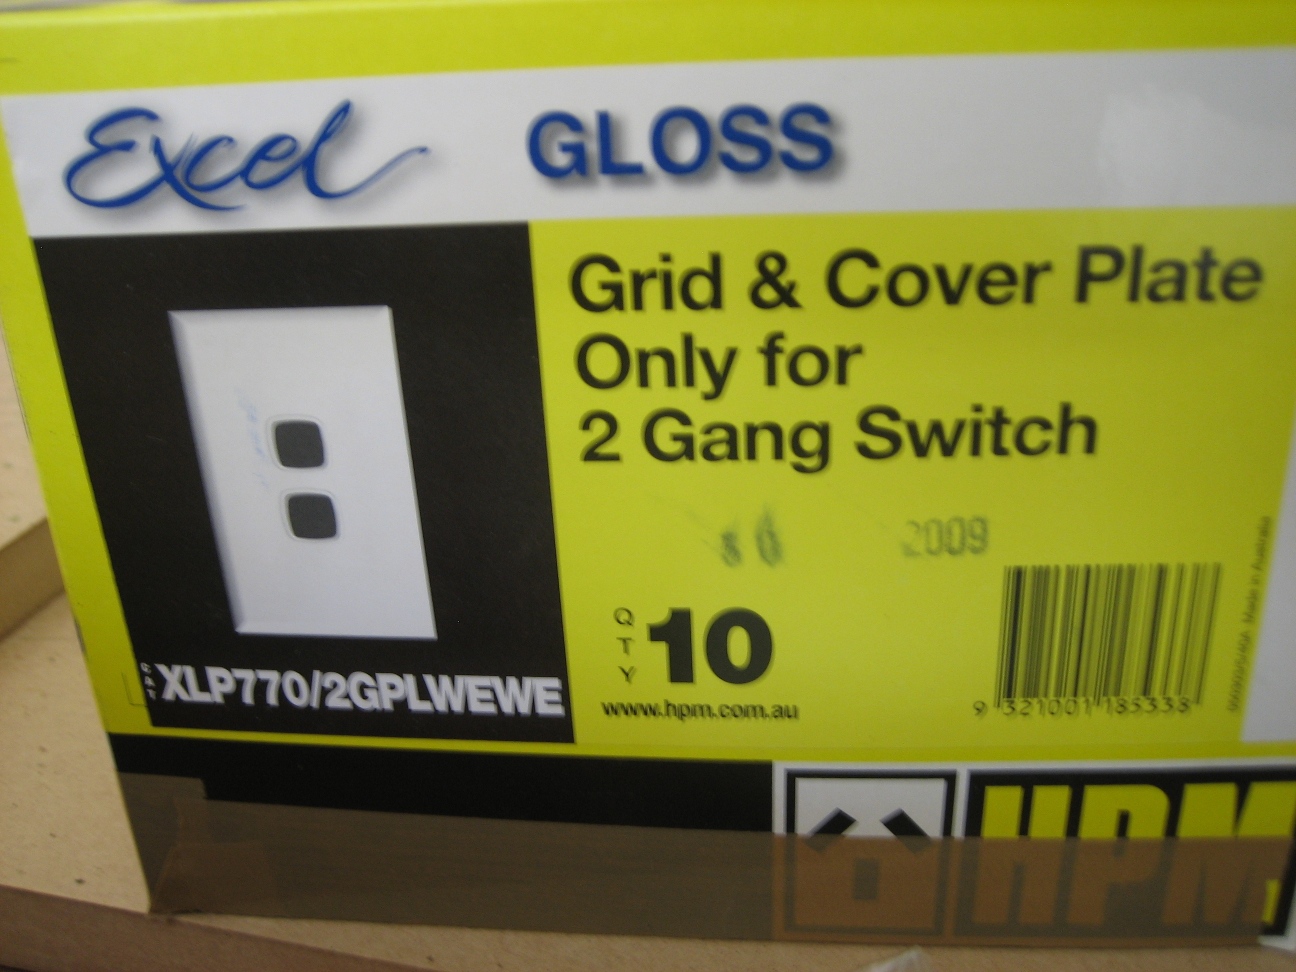 Excel GLOSS
Grid & Cover Plate
Only for
2 Gang Switch
2009
QTY 10
www.hpm.com.au
CAT XLP770/2GPLWEWE
9 321001 185338
Made in Australia
HPM